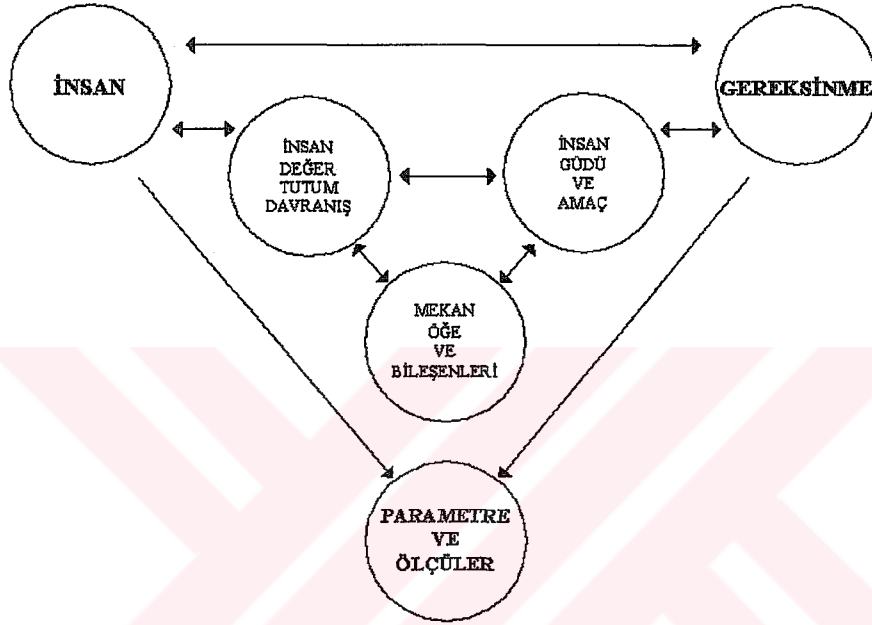 İNSAN
GEREKSİNME
İNSAN
DEĞER
TUTUM
DAVRANIŞ
İNSAN
GÜDÜ
VE
AMAÇ
MEKAN
ÖĞE
VE
BİLEŞENLERİ
PARAMETRE
VE
ÖLÇÜLER